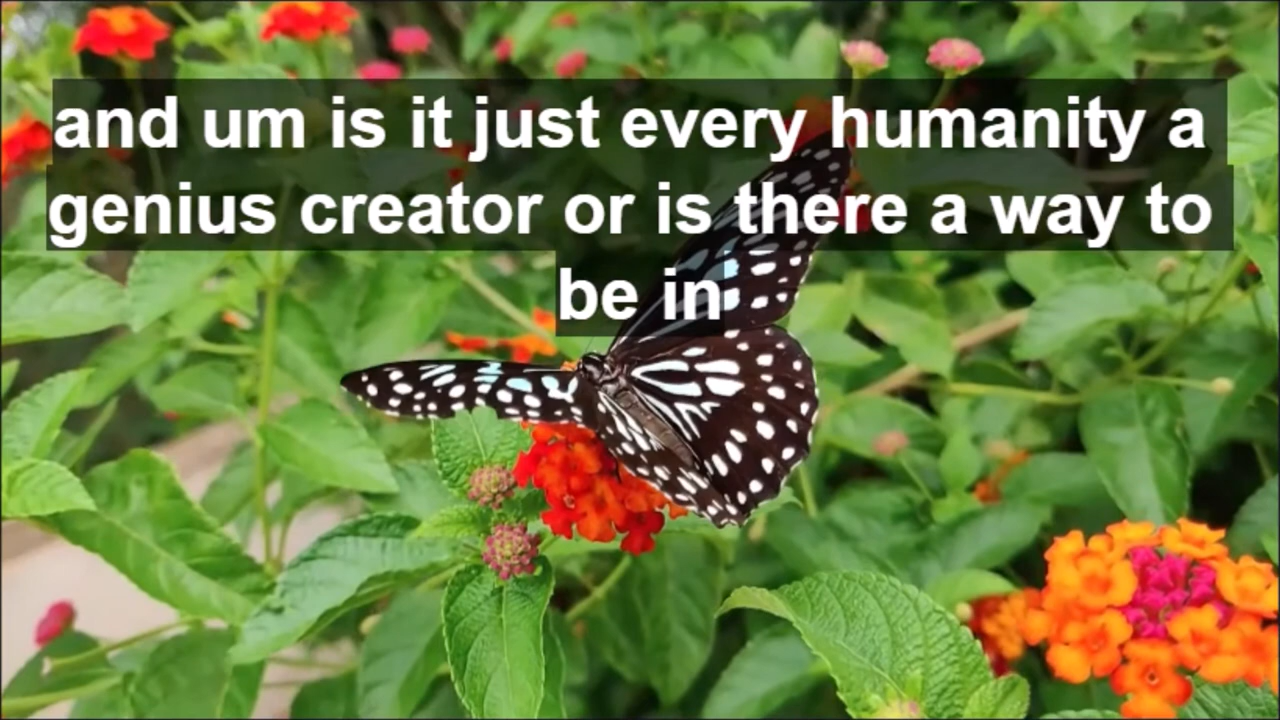 and um is it just every humanity a
genius creator or is there a way to
be in